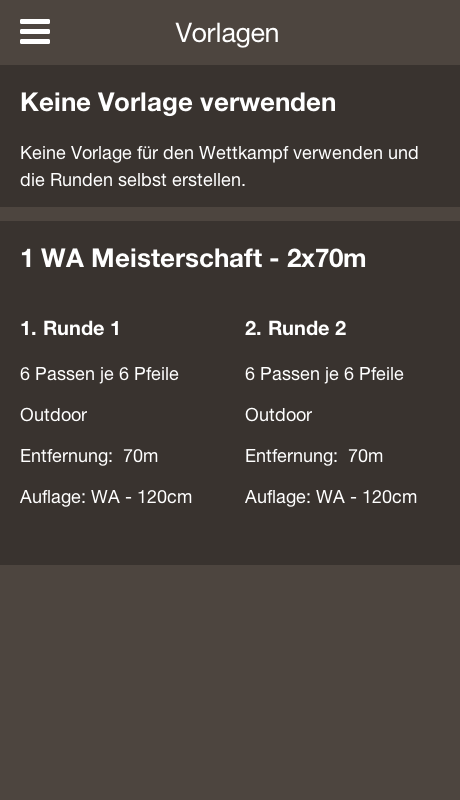 Vorlagen
Keine Vorlage verwenden
Keine Vorlage für den Wettkampf verwenden und
die Runden selbst erstellen.
1 WA Meisterschaft - 2x70m
1. Runde 1
6 Passen je 6 Pfeile
Outdoor
Entfernung: 70m
Auflage: WA - 120cm
2. Runde 2
6 Passen je 6 Pfeile
Outdoor
Entfernung: 70m
Auflage: WA - 120cm